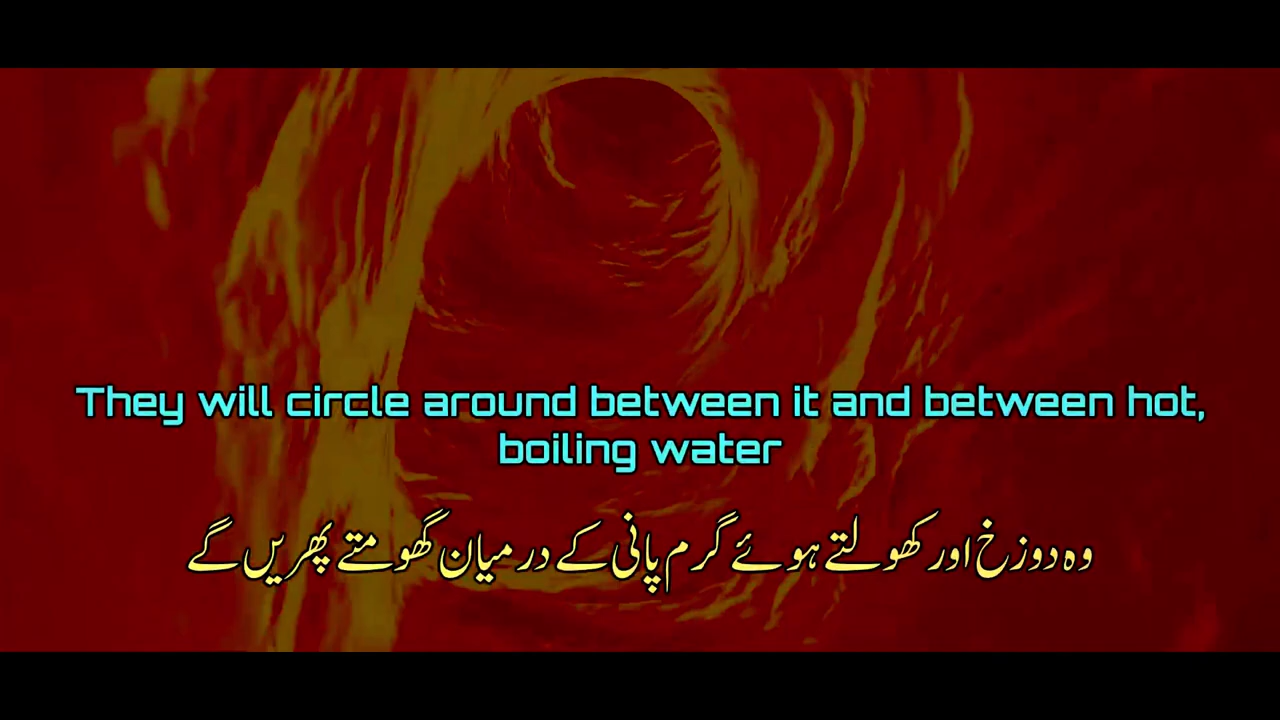 They will circle around between it and between hot,
boiling water
وہ دوزخ اور کھولتے ہوئے گرم پانی کے درمیان گھومتے پھریں گے